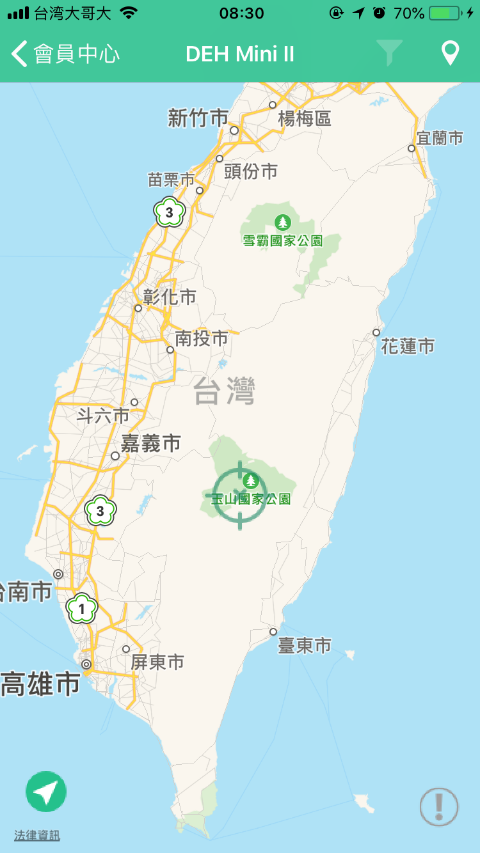 台湾大哥大 08:30 70%
會員中心 DEH Mini II
新竹市
楊梅區
宜蘭市
頭份市
苗栗市
3
雪霸國家公園
彰化市
南投市
花蓮市
台灣
斗六市
嘉義市
玉山國家公園
3
台南市
1
臺東市
屏東市
高雄市
法律資訊